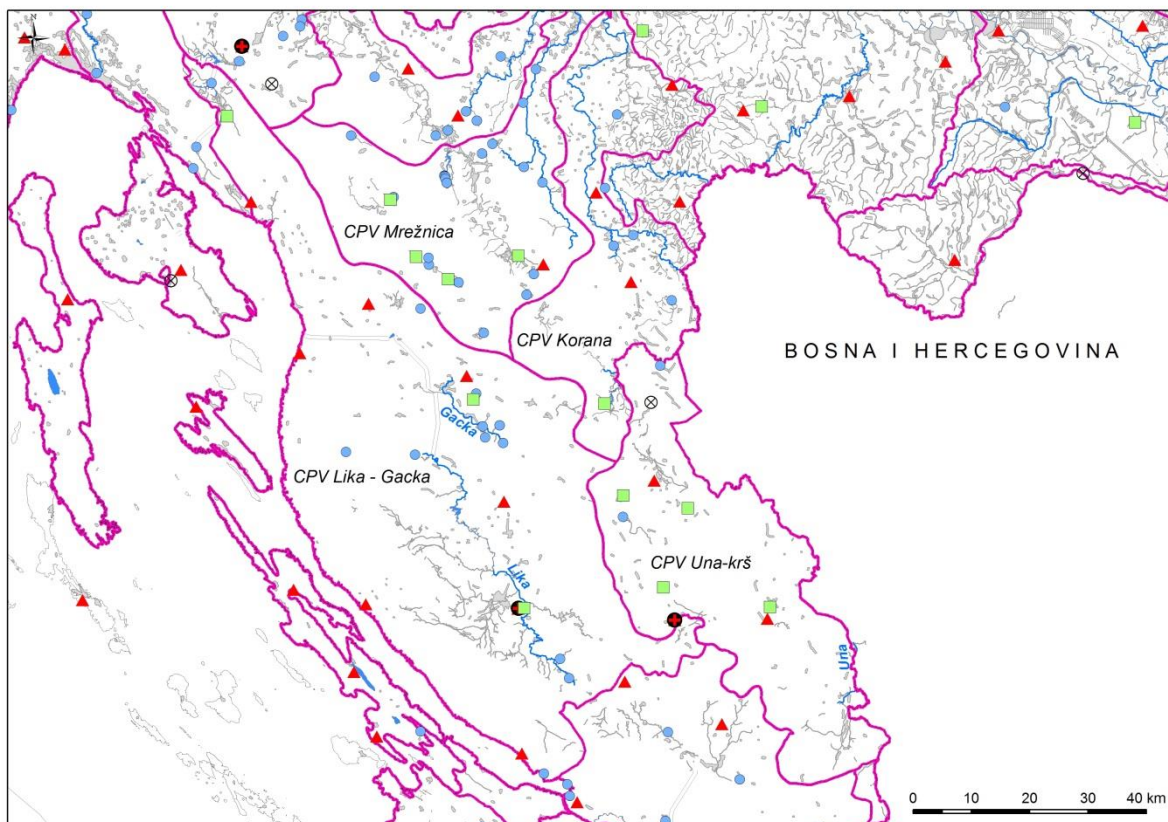 N
CPV Mrežnica
CPV Korana
BOSNA I HERCEGOVINA
Gacka
CPV Lika - Gacka
CPV Una-krš
Lika
Una
0 10 20 30 40 km